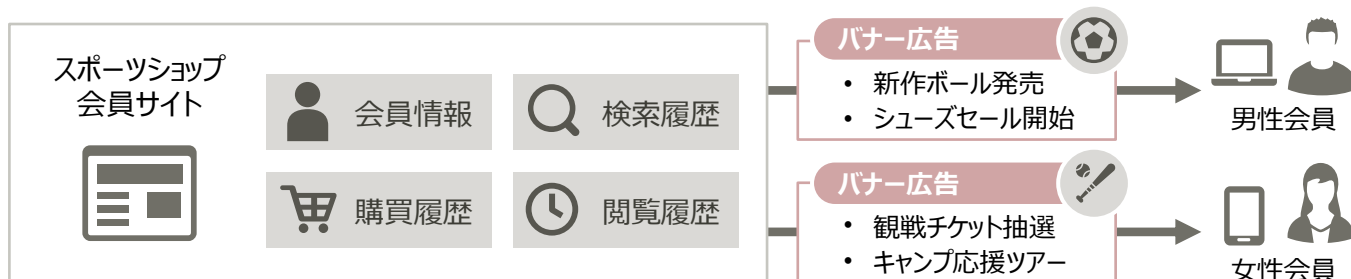 スポーツショップ
会員サイト
会員情報
検索履歴
購買履歴
閲覧履歴
バナー広告
• 新作ボール発売
• シューズセール開始
男性会員
バナー広告
• 観戦チケット抽選
• キャンプ応援ツアー
女性会員